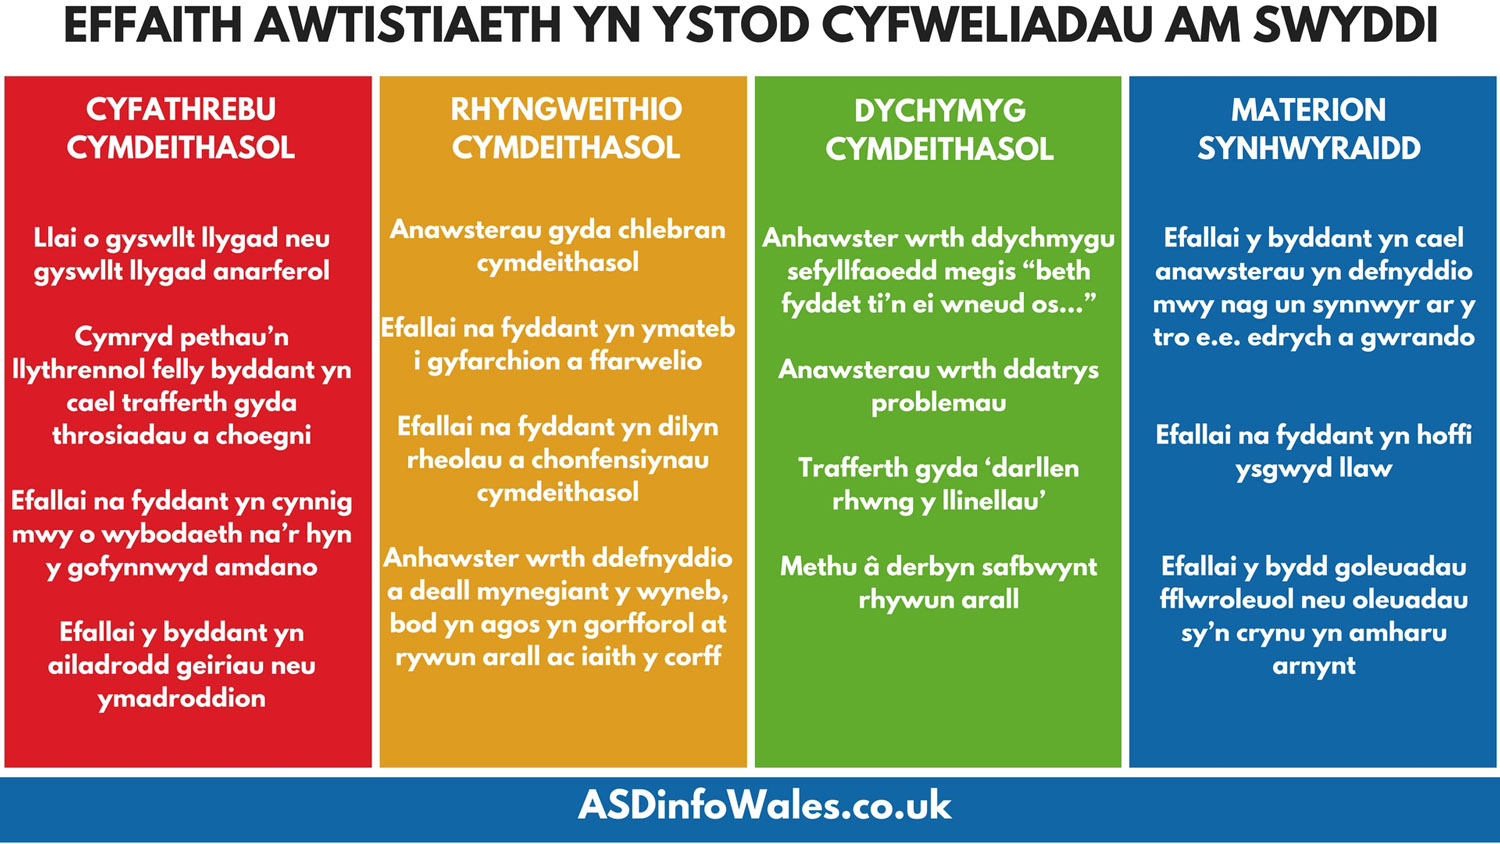 EFFAITH AWTISTIAETH YN YSTOD CYFWELIADAU AM SWYDDI
CYFATHREBU
CYMDEITHASOL
Llai o gyswllt llygad neu
gyswllt llygad anarferol
Cymryd pethau’n
llythrennol felly byddant yn
cael trafferth gyda
throsiadau a choegni
Efallai na fyddant yn cynnig
mwy o wybodaeth na’r hyn
y gofynnwyd amdano
Efallai y byddant yn
ailadrodd geiriau neu
ymadroddion
RHYNGWEITHIO
CYMDEITHASOL
Anawsterau gyda chlebran
cymdeithasol
Efallai na fyddant yn ymateb
i gyfarchion a ffarwelio
Efallai na fyddant yn dilyn
rheolau a chonfensiynau
cymdeithasol
Anhawster wrth ddefnyddio
a deall mynegiant y wyneb,
bod yn agos yn gorfforol at
rywun arall ac iaith y corff
DYCHYMYG
CYMDEITHASOL
Anhawster wrth ddychmygu
sefyllfaoedd megis “beth
fyddet ti’n ei wneud os...”
Anawsterau wrth ddatrys
problemau
Trafferth gyda ‘darllen
rhwng y llinellau’
Methu â derbyn safbwynt
rhywun arall
MATERION
SYNHWYRAIDD
Efallai y byddant yn cael
anawsterau yn defnyddio
mwy nag un synnwyr ar y
tro e.e. edrych a gwrando
Efallai na fyddant yn hoffi
ysgwyd llaw
Efallai y bydd goleuadau
fflwroleuol neu oleuadau
sy’n crynu yn amharu
arnynt
ASDinfoWales.co.uk